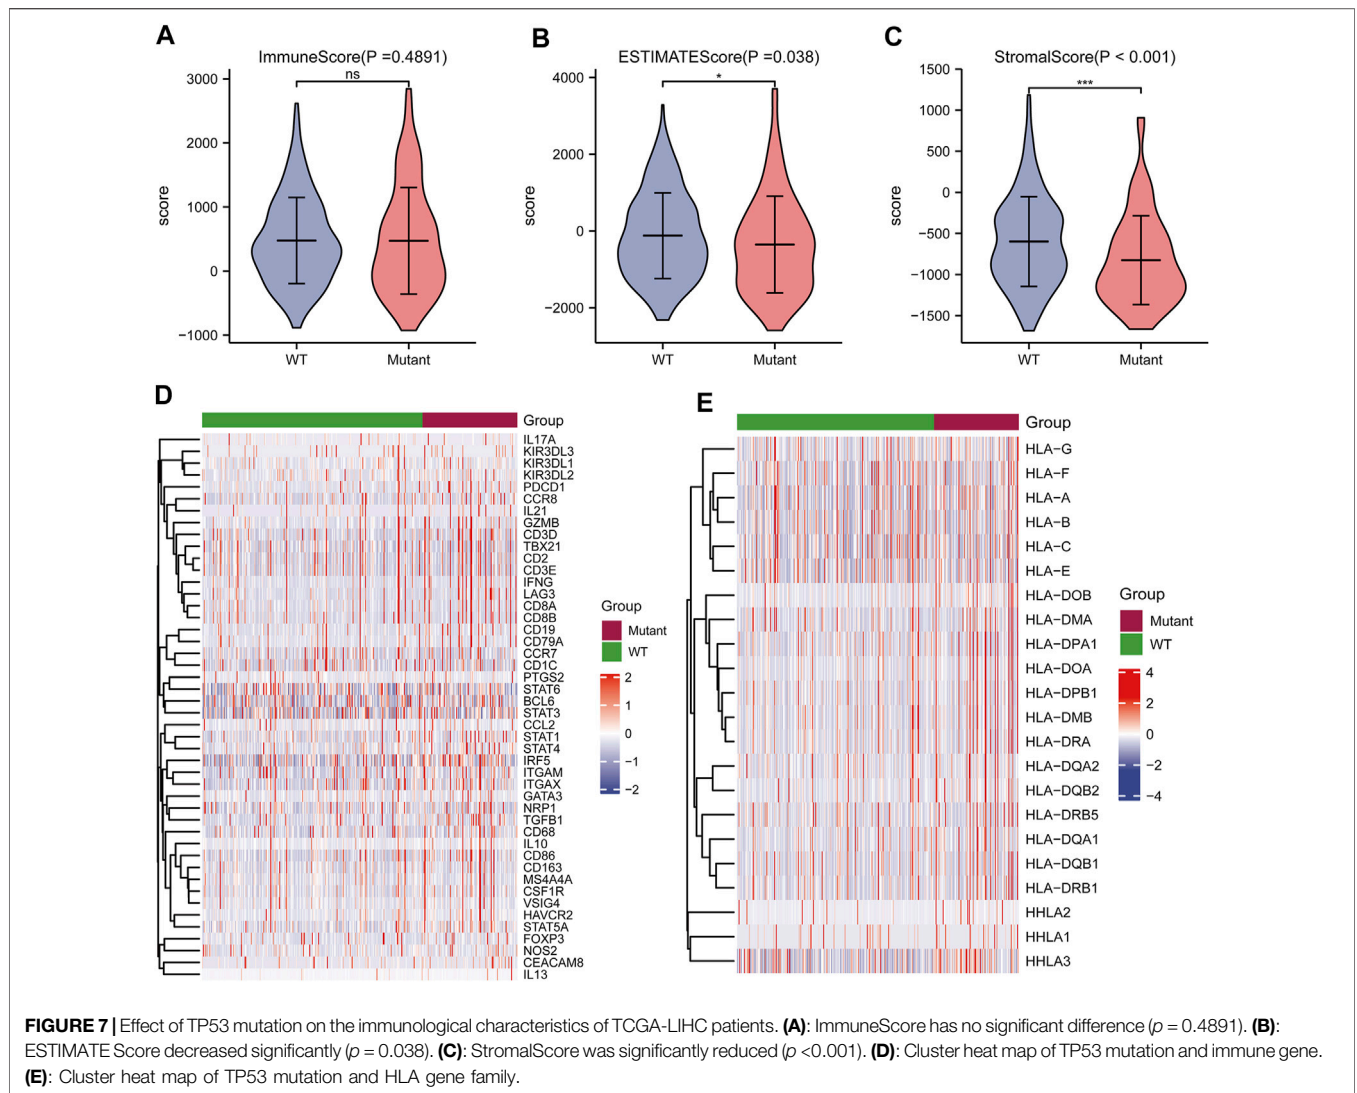 A
ImmuneScore(P =0.4891)
ns
3000
2000
1000
0
−1000
score
WT
Mutant
B
ESTIMATEScore(P =0.038)
*
4000
2000
0
−2000
score
WT
Mutant
C
StromalScore(P < 0.001)
***
1500
1000
500
0
−500
−1000
−1500
score
WT
Mutant
D
Group
IL17A
KIR3DL3
KIR3DL1
KIR3DL2
PDCD1
CCR8
IL21
GZMB
CD3D
TBX21
CD2
CD3E
IFNG
LAG3
CD8A
CD8B
CD19
CD79A
CCR7
CD1C
PTGS2
STAT6
BCL6
STAT3
CCL2
STAT1
STAT4
IRF5
ITGAM
ITGAX
GATA3
NRP1
TGFB1
CD68
IL10
CD86
CD163
MS4A4A
CSF1R
VSIG4
HAVCR2
STAT5A
FOXP3
NOS2
CEACAM8
IL13
Group
Mutant
WT
2
1
0
−1
−2
E
Group
HLA−G
HLA−F
HLA−A
HLA−B
HLA−C
HLA−E
HLA−DOB
HLA−DMA
HLA−DPA1
HLA−DOA
HLA−DPB1
HLA−DMB
HLA−DRA
HLA−DQA2
HLA−DQB2
HLA−DRB5
HLA−DQA1
HLA−DQB1
HLA−DRB1
HHLA2
HHLA1
HHLA3
Group
Mutant
WT
4
2
0
−2
−4
FIGURE 7 | Effect of TP53 mutation on the immunological characteristics of TCGA-LIHC patients. (A): ImmuneScore has no significant difference (p = 0.4891). (B):
ESTIMATE Score decreased significantly (p = 0.038). (C): StromalScore was significantly reduced (p <0.001). (D): Cluster heat map of TP53 mutation and immune gene.
(E): Cluster heat map of TP53 mutation and HLA gene family.